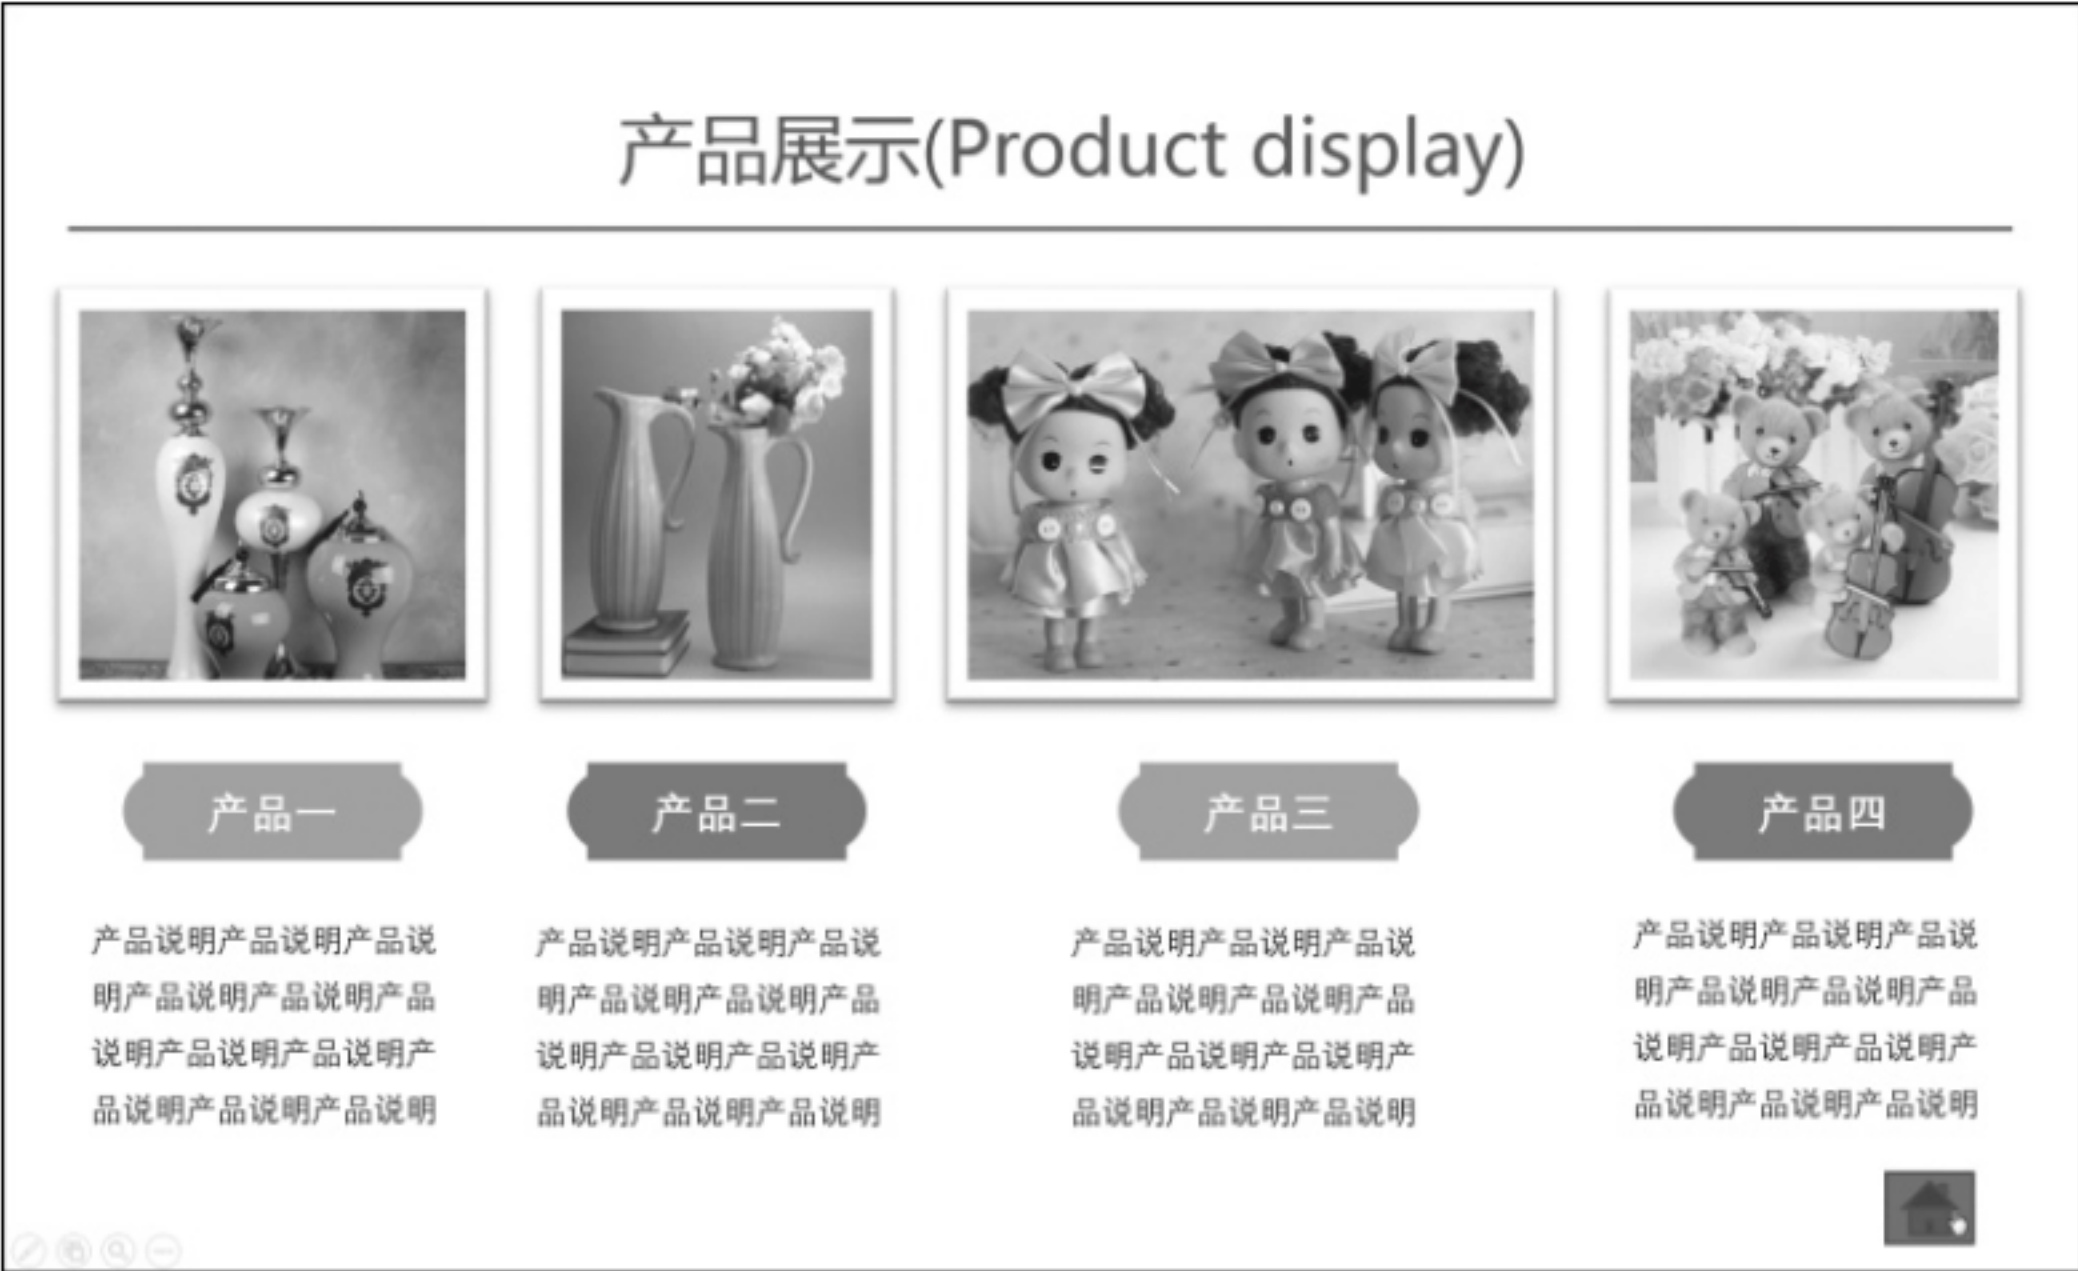 产品展示(Product display)
产品一
产品二
产品三
产品四
产品说明产品说明产品说
明产品说明产品说明产品
说明产品说明产品说明产
品说明产品说明产品说明
产品说明产品说明产品说
明产品说明产品说明产品
说明产品说明产品说明产
品说明产品说明产品说明
产品说明产品说明产品说
明产品说明产品说明产品
说明产品说明产品说明产
品说明产品说明产品说明
产品说明产品说明产品说
明产品说明产品说明产品
说明产品说明产品说明产
品说明产品说明产品说明